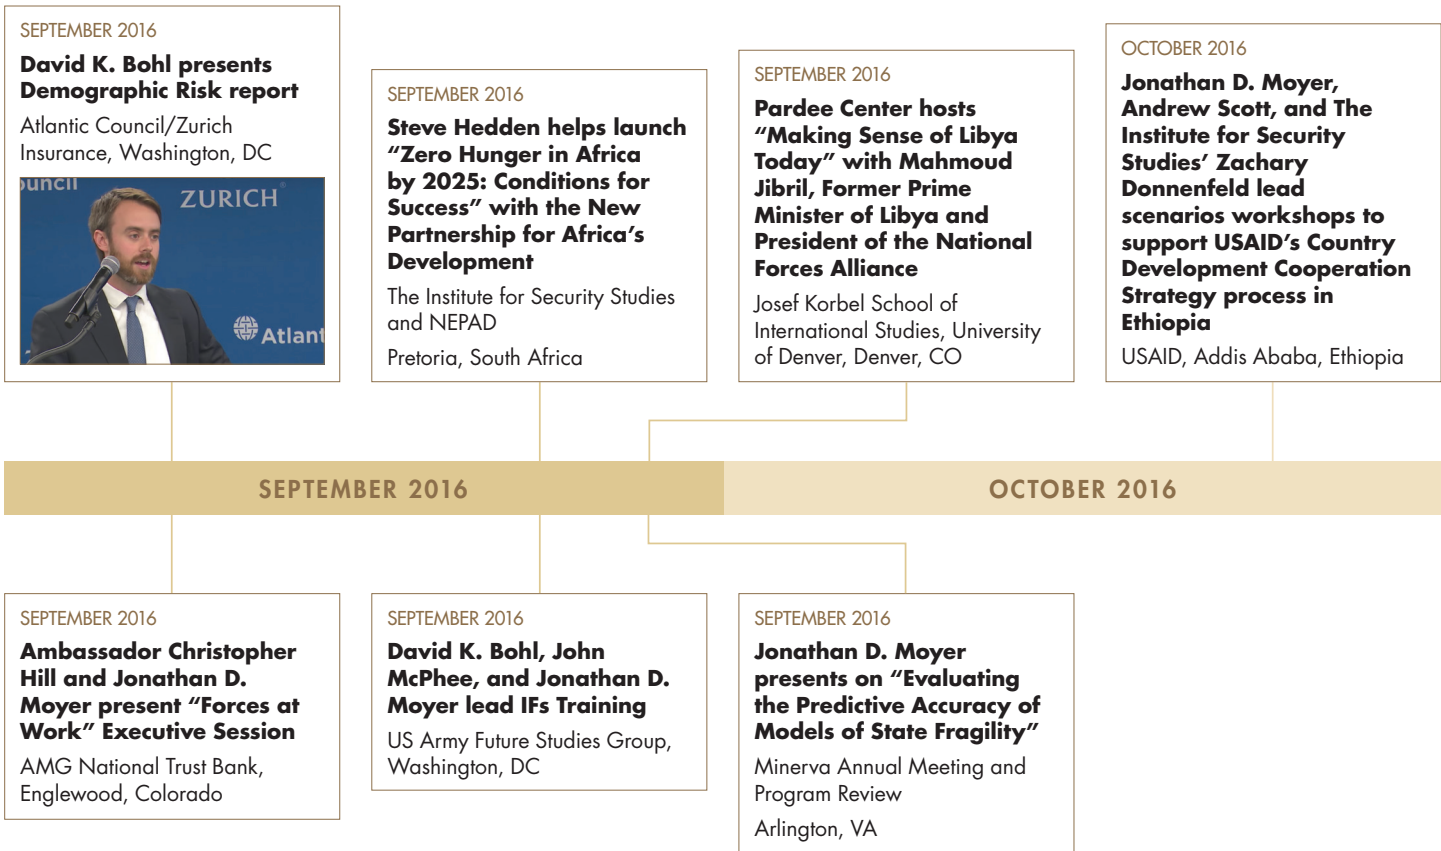 SEPTEMBER 2016
David K. Bohl presents
Demographic Risk report
Atlantic Council/Zurich
Insurance, Washington, DC
ouncil
ZURICH
Atlant
SEPTEMBER 2016
Steve Hedden helps launch
“Zero Hunger in Africa
by 2025: Conditions for
Success” with the New
Partnership for Africa’s
Development
The Institute for Security Studies
and NEPAD
Pretoria, South Africa
SEPTEMBER 2016
Pardee Center hosts
“Making Sense of Libya
Today” with Mahmoud
Jibril, Former Prime
Minister of Libya and
President of the National
Forces Alliance
Josef Korbel School of
International Studies, University
of Denver, Denver, CO
OCTOBER 2016
Jonathan D. Moyer,
Andrew Scott, and The
Institute for Security
Studies’ Zachary
Donnenfeld lead
scenarios workshops to
support USAID’s Country
Development Cooperation
Strategy process in
Ethiopia
USAID, Addis Ababa, Ethiopia
SEPTEMBER 2016
OCTOBER 2016
SEPTEMBER 2016
Ambassador Christopher
Hill and Jonathan D.
Moyer present “Forces at
Work” Executive Session
AMG National Trust Bank,
Englewood, Colorado
SEPTEMBER 2016
David K. Bohl, John
McPhee, and Jonathan D.
Moyer lead IFs Training
US Army Future Studies Group,
Washington, DC
SEPTEMBER 2016
Jonathan D. Moyer
presents on “Evaluating
the Predictive Accuracy of
Models of State Fragility”
Minerva Annual Meeting and
Program Review
Arlington, VA